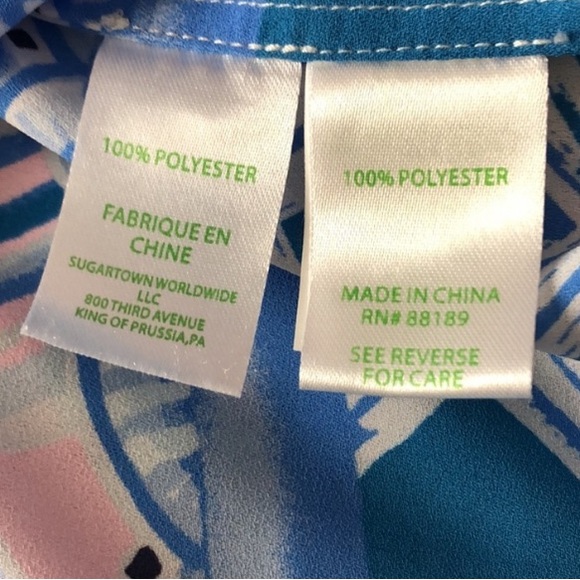 100% POLYESTER
FABRIQUE EN
CHINE
SUGARTOWN WORLDWIDE
LLC
800 THIRD AVENUE
KING OF PRUSSIA,PA
100% POLYESTER
MADE IN CHINA
RN# 88189
SEE REVERSE
FOR CARE